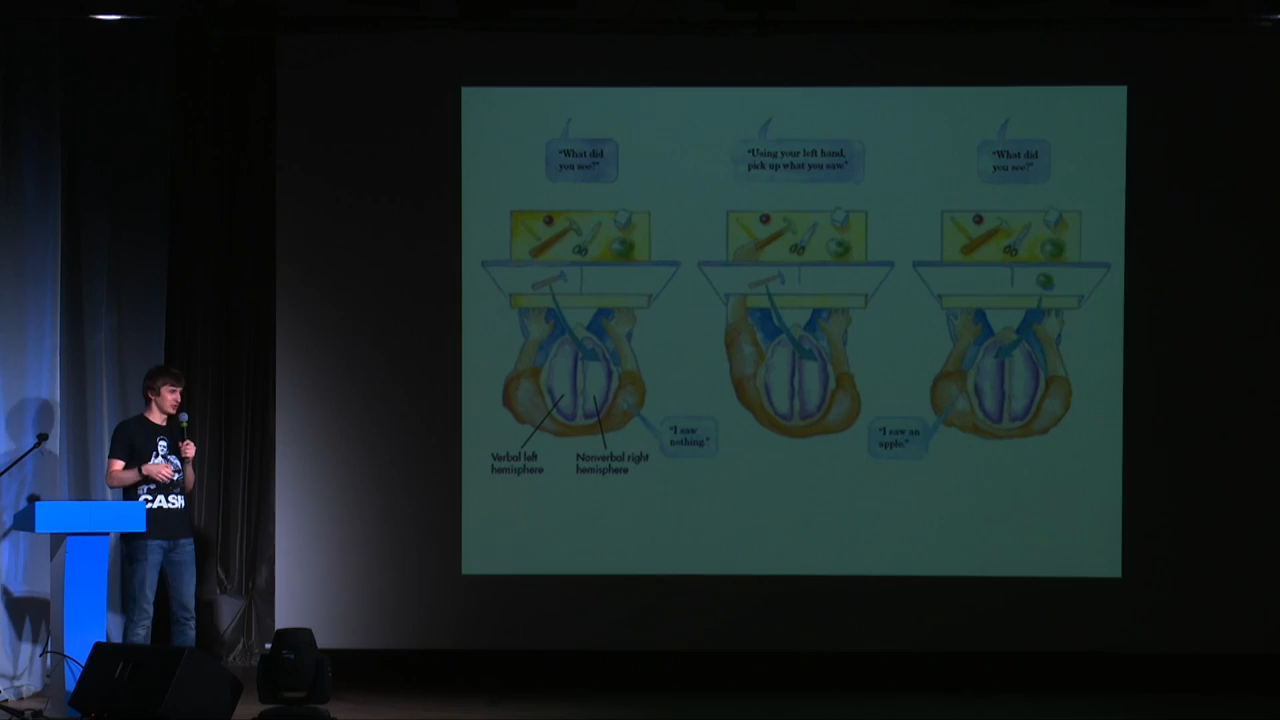 "What did
you see?"
"Using your left hand,
pick up what you saw."
"What did
you see?"
"I saw
nothing."
"I saw an
apple."
Verbal left
hemisphere
Nonverbal right
hemisphere
CASH